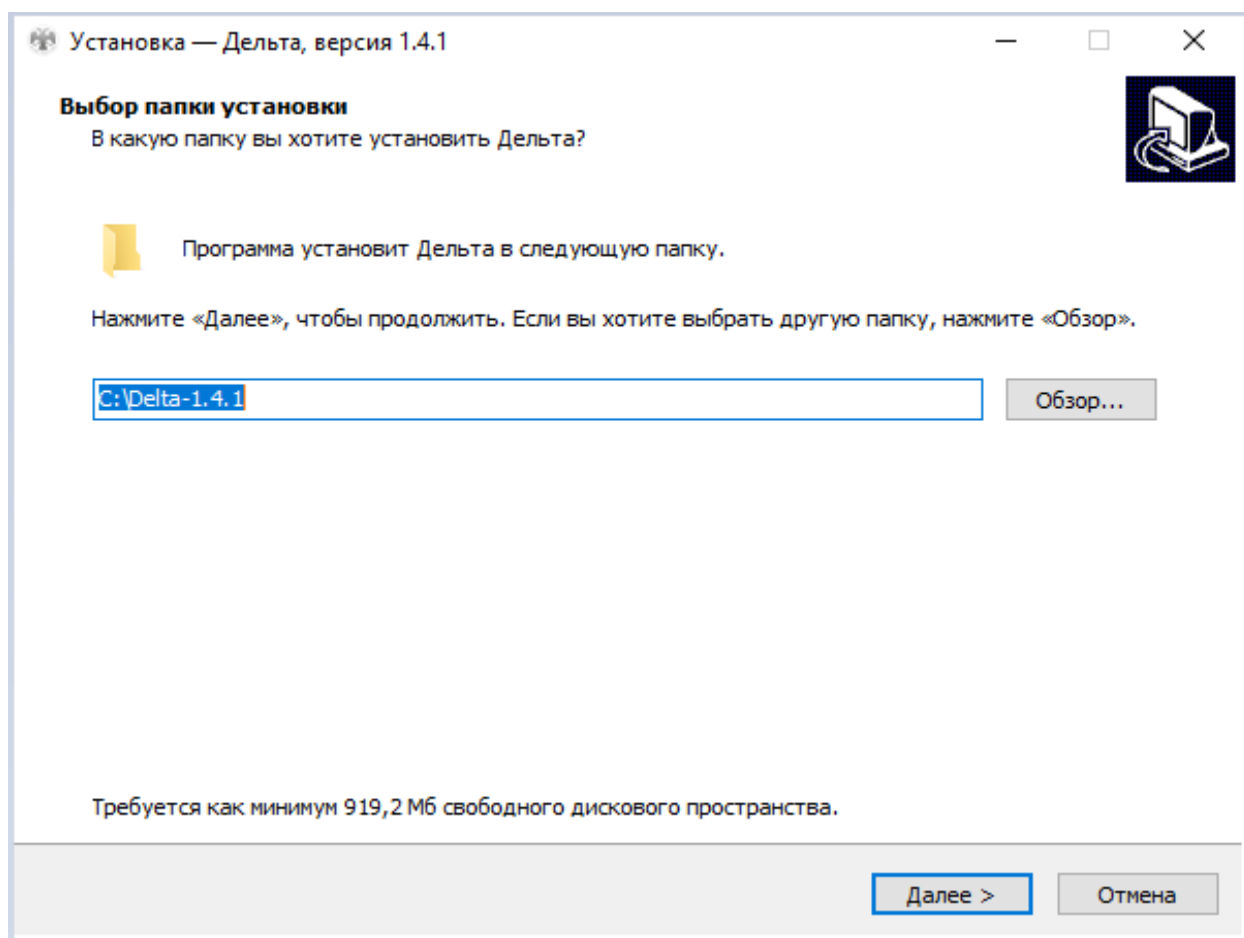 Установка — Дельта, версия 1.4.1
Выбор папки установки
В какую папку вы хотите установить Дельта?
Программа установит Дельта в следующую папку.
Нажмите «Далее», чтобы продолжить. Если вы хотите выбрать другую папку, нажмите «Обзор».
C:\Delta-1.4.1
Обзор...
Требуется как минимум 919,2 Мб свободного дискового пространства.
Далее >
Отмена